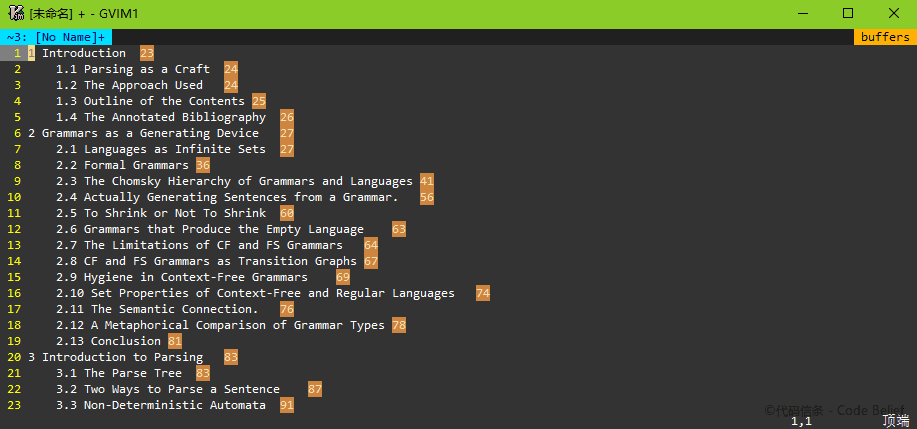 [未命名] + - GVIM1
~3: [No Name]+ buffers
1 1 Introduction 23
2 1.1 Parsing as a Craft 24
3 1.2 The Approach Used 24
4 1.3 Outline of the Contents 25
5 1.4 The Annotated Bibliography 26
6 2 Grammars as a Generating Device 27
7 2.1 Languages as Infinite Sets 27
8 2.2 Formal Grammars 36
9 2.3 The Chomsky Hierarchy of Grammars and Languages 41
10 2.4 Actually Generating Sentences from a Grammar. 56
11 2.5 To Shrink or Not To Shrink 60
12 2.6 Grammars that Produce the Empty Language 63
13 2.7 The Limitations of CF and FS Grammars 64
14 2.8 CF and FS Grammars as Transition Graphs 67
15 2.9 Hygiene in Context-Free Grammars 69
16 2.10 Set Properties of Context-Free and Regular Languages 74
17 2.11 The Semantic Connection. 76
18 2.12 A Metaphorical Comparison of Grammar Types 78
19 2.13 Conclusion 81
20 3 Introduction to Parsing 83
21 3.1 The Parse Tree 83
22 3.2 Two Ways to Parse a Sentence 87
23 3.3 Non-Deterministic Automata 91
©代码信条 - Code Belief
1,1 顶端